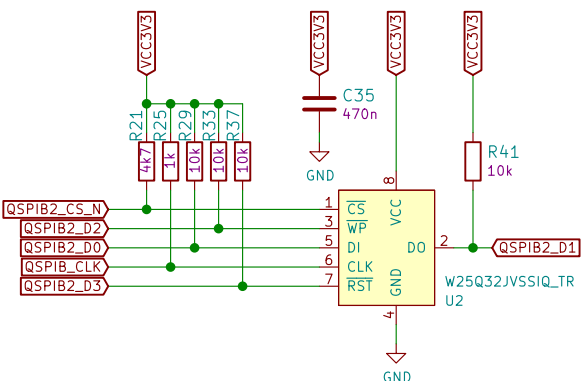 VCC3V3
VCC3V3
VCC3V3
VCC3V3
R21
R25
R29
R33
R37
4k7
1k
10k
10k
10k
C35
470n
GND
R41
10k
QSPIB2_CS_N
QSPIB2_D2
QSPIB2_D0
QSPIB_CLK
QSPIB2_D3
1
3
5
6
7
CS
WP
DI
CLK
RST
8
VCC
DO
2
QSPIB2_D1
GND
4
W25Q32JVSSIQ_TR
U2
GND